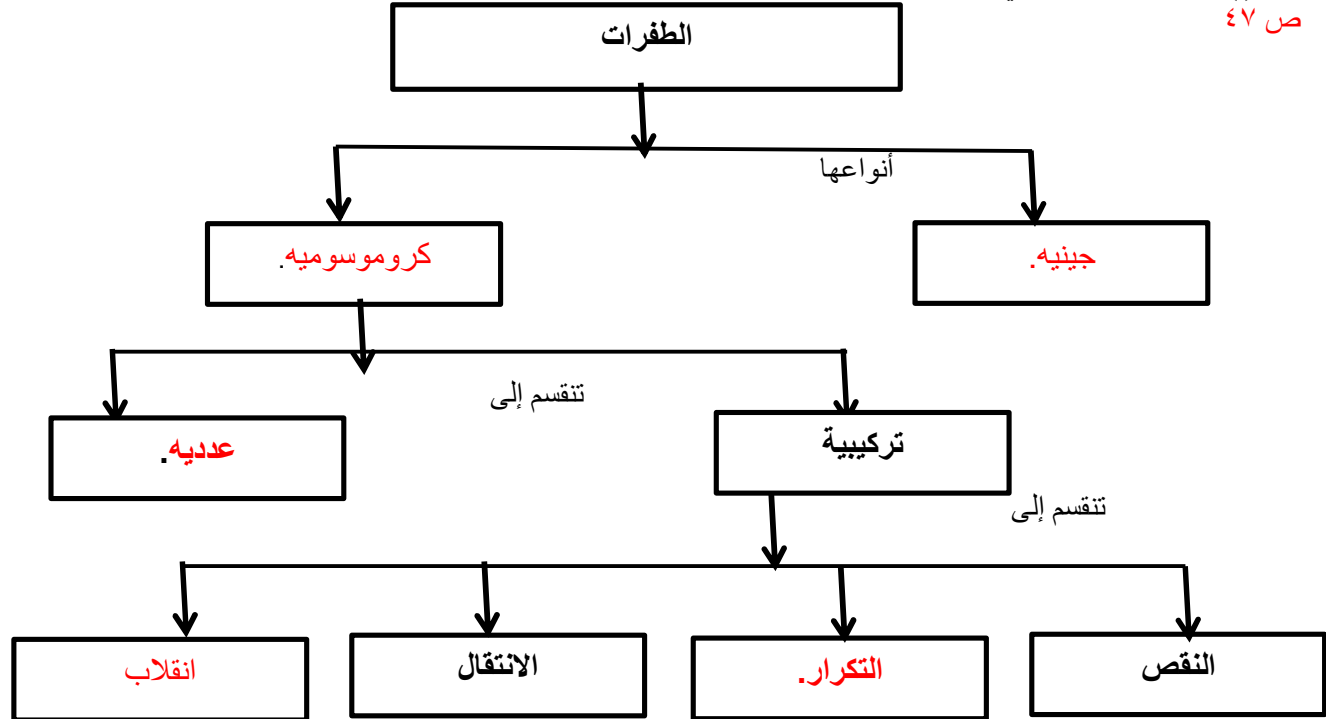 ص ٤٧
الطفرات
أنواعها
جينيه.
كروموسوميه.
تنقسم إلى
تركيبية
عدديه.
تنقسم إلى
النقص
التكرار.
الانتقال
انقلاب